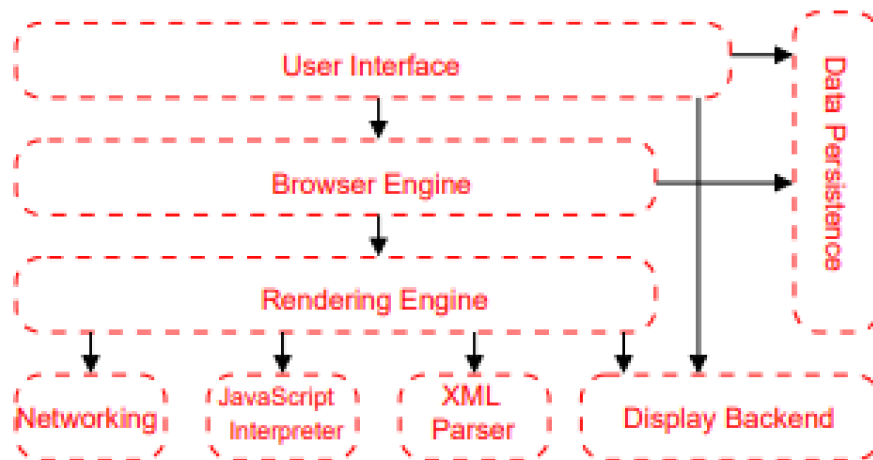 User Interface
Data Persistence
Browser Engine
Rendering Engine
Networking
JavaScript
Interpreter
XML
Parser
Display Backend